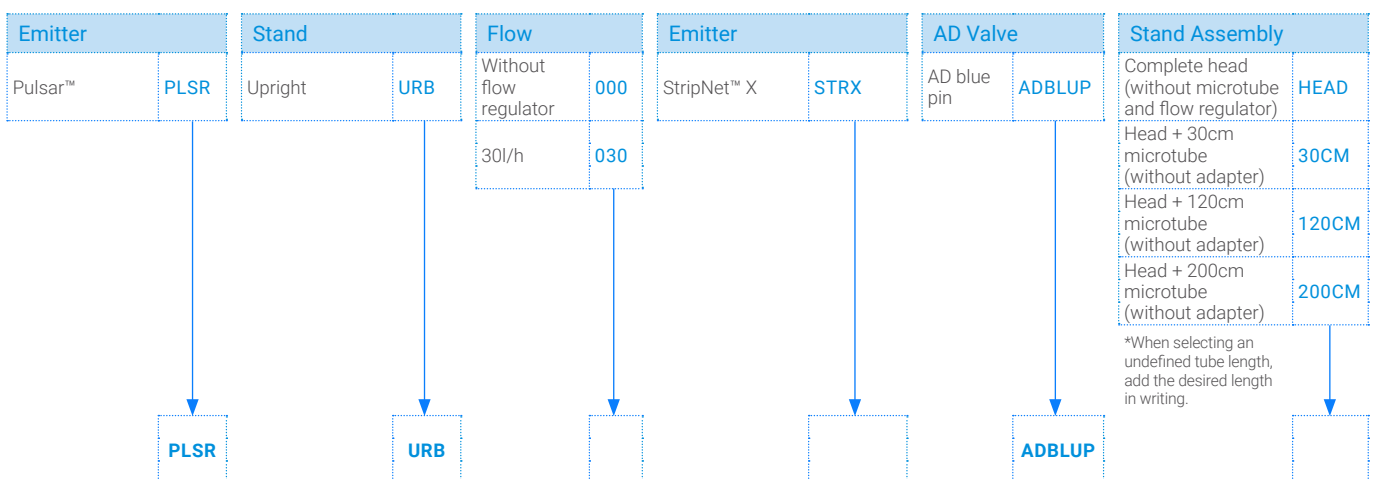 Emitter
Stand
Flow
Emitter
AD Valve
Stand Assembly
Pulsar™
PLSR
Upright
URB
Without
flow
regulator
000
StripNet™ X
STRX
AD blue
pin
ADBLUP
Complete head
(without microtube
and flow regulator)
HEAD
30l/h
030
Head + 30cm
microtube
(without adapter)
30CM
Head + 120cm
microtube
(without adapter)
120CM
Head + 200cm
microtube
(without adapter)
200CM
*When selecting an
undefined tube length,
add the desired length
in writing.
PLSR
URB
ADBLUP